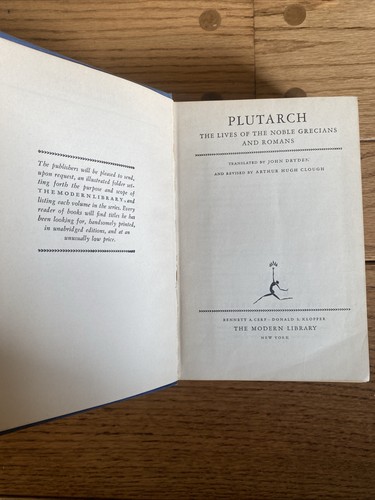 The publishers will be pleased to send,
upon request, an illustrated folder set-
ting forth the purpose and scope of
THE MODERN LIBRARY, and
listing each volume in the series. Every
reader of books will find titles he has
been looking for, handsomely printed,
in unabridged editions, and at an
unusually low price.
PLUTARCH
THE LIVES OF THE NOBLE GRECIANS
AND ROMANS
TRANSLATED BY JOHN DRYDEN
AND REVISED BY ARTHUR HUGH CLOUGH
BENNETT A. CERF · DONALD S. KLOPFER
THE MODERN LIBRARY
NEW YORK